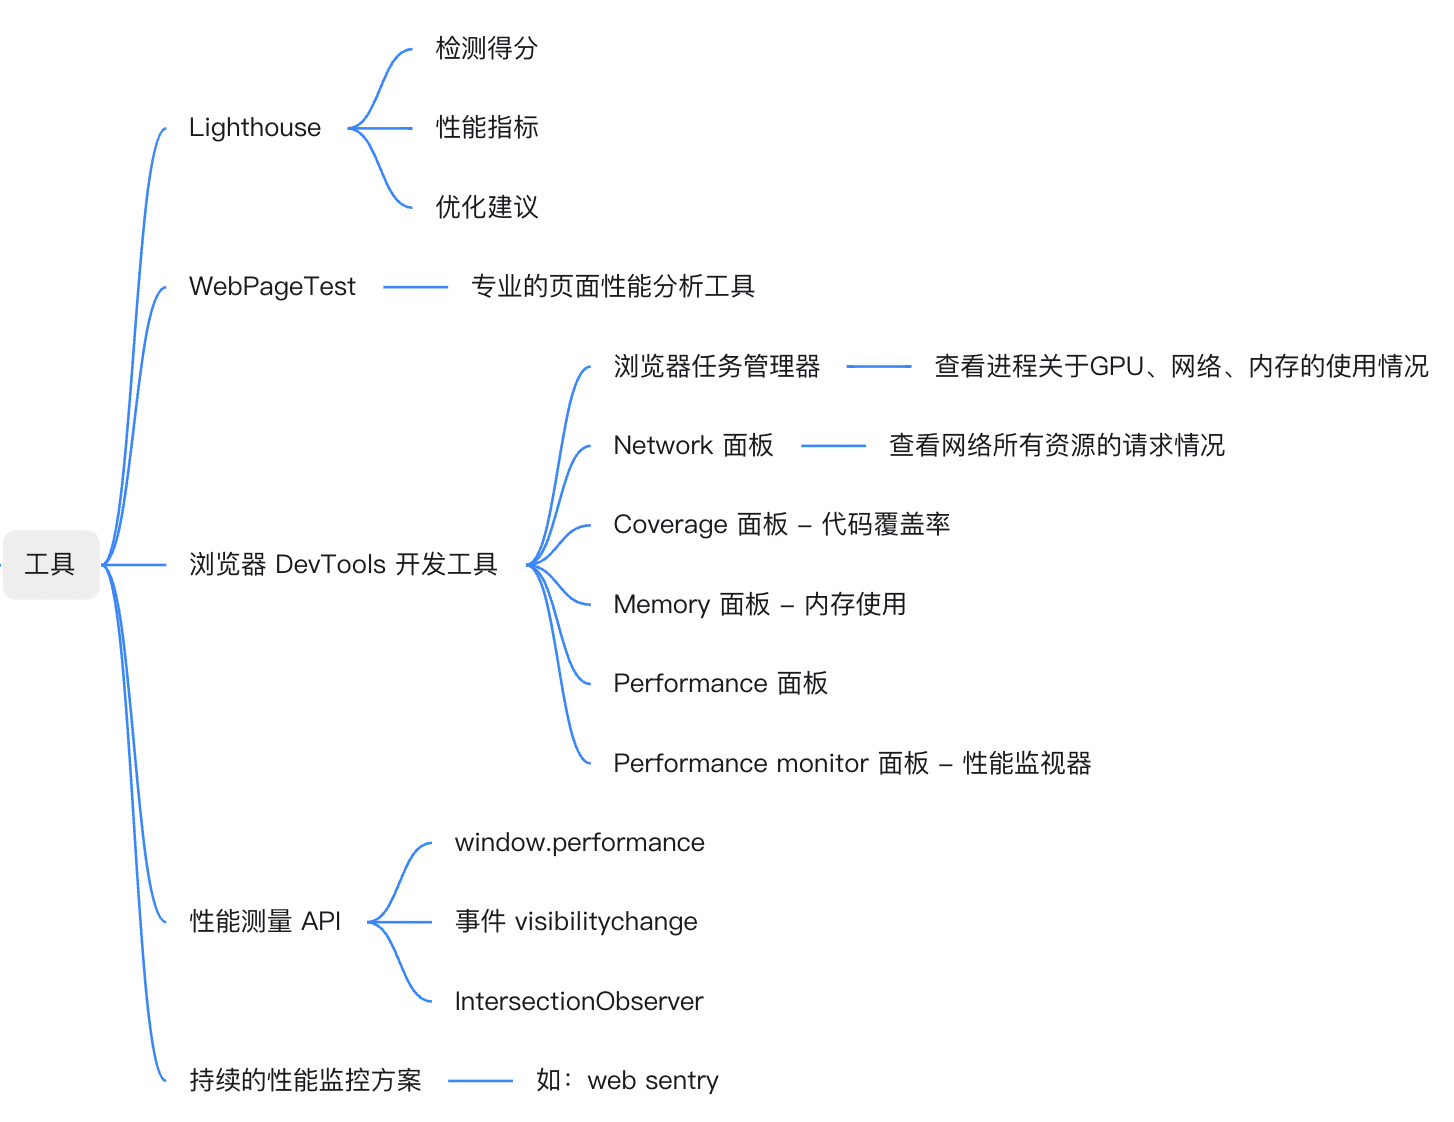 检测得分
Lighthouse
性能指标
优化建议
WebPageTest
专业的页面性能分析工具
浏览器任务管理器
查看进程关于GPU、网络、内存的使用情况
Network 面板
查看网络所有资源的请求情况
Coverage 面板 – 代码覆盖率
工具
浏览器 DevTools 开发工具
Memory 面板 – 内存使用
Performance 面板
Performance monitor 面板 – 性能监视器
window.performance
性能测量 API
事件 visibilitychange
IntersectionObserver
持续的性能监控方案
如：web sentry